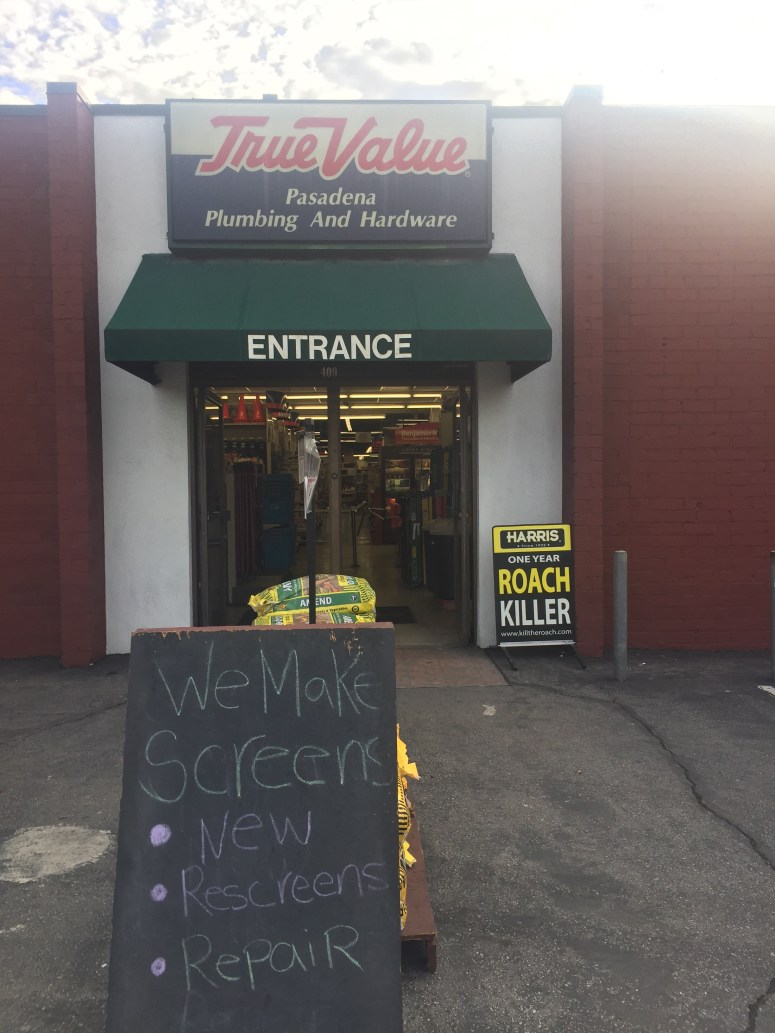 True Value
Pasadena
Plumbing And Hardware
ENTRANCE
409
HARRIS
ONE YEAR
ROACH
KILLER
www.killtheroach.com
AMEND
We Make
Screens
• New
• Rescreens
• Repair